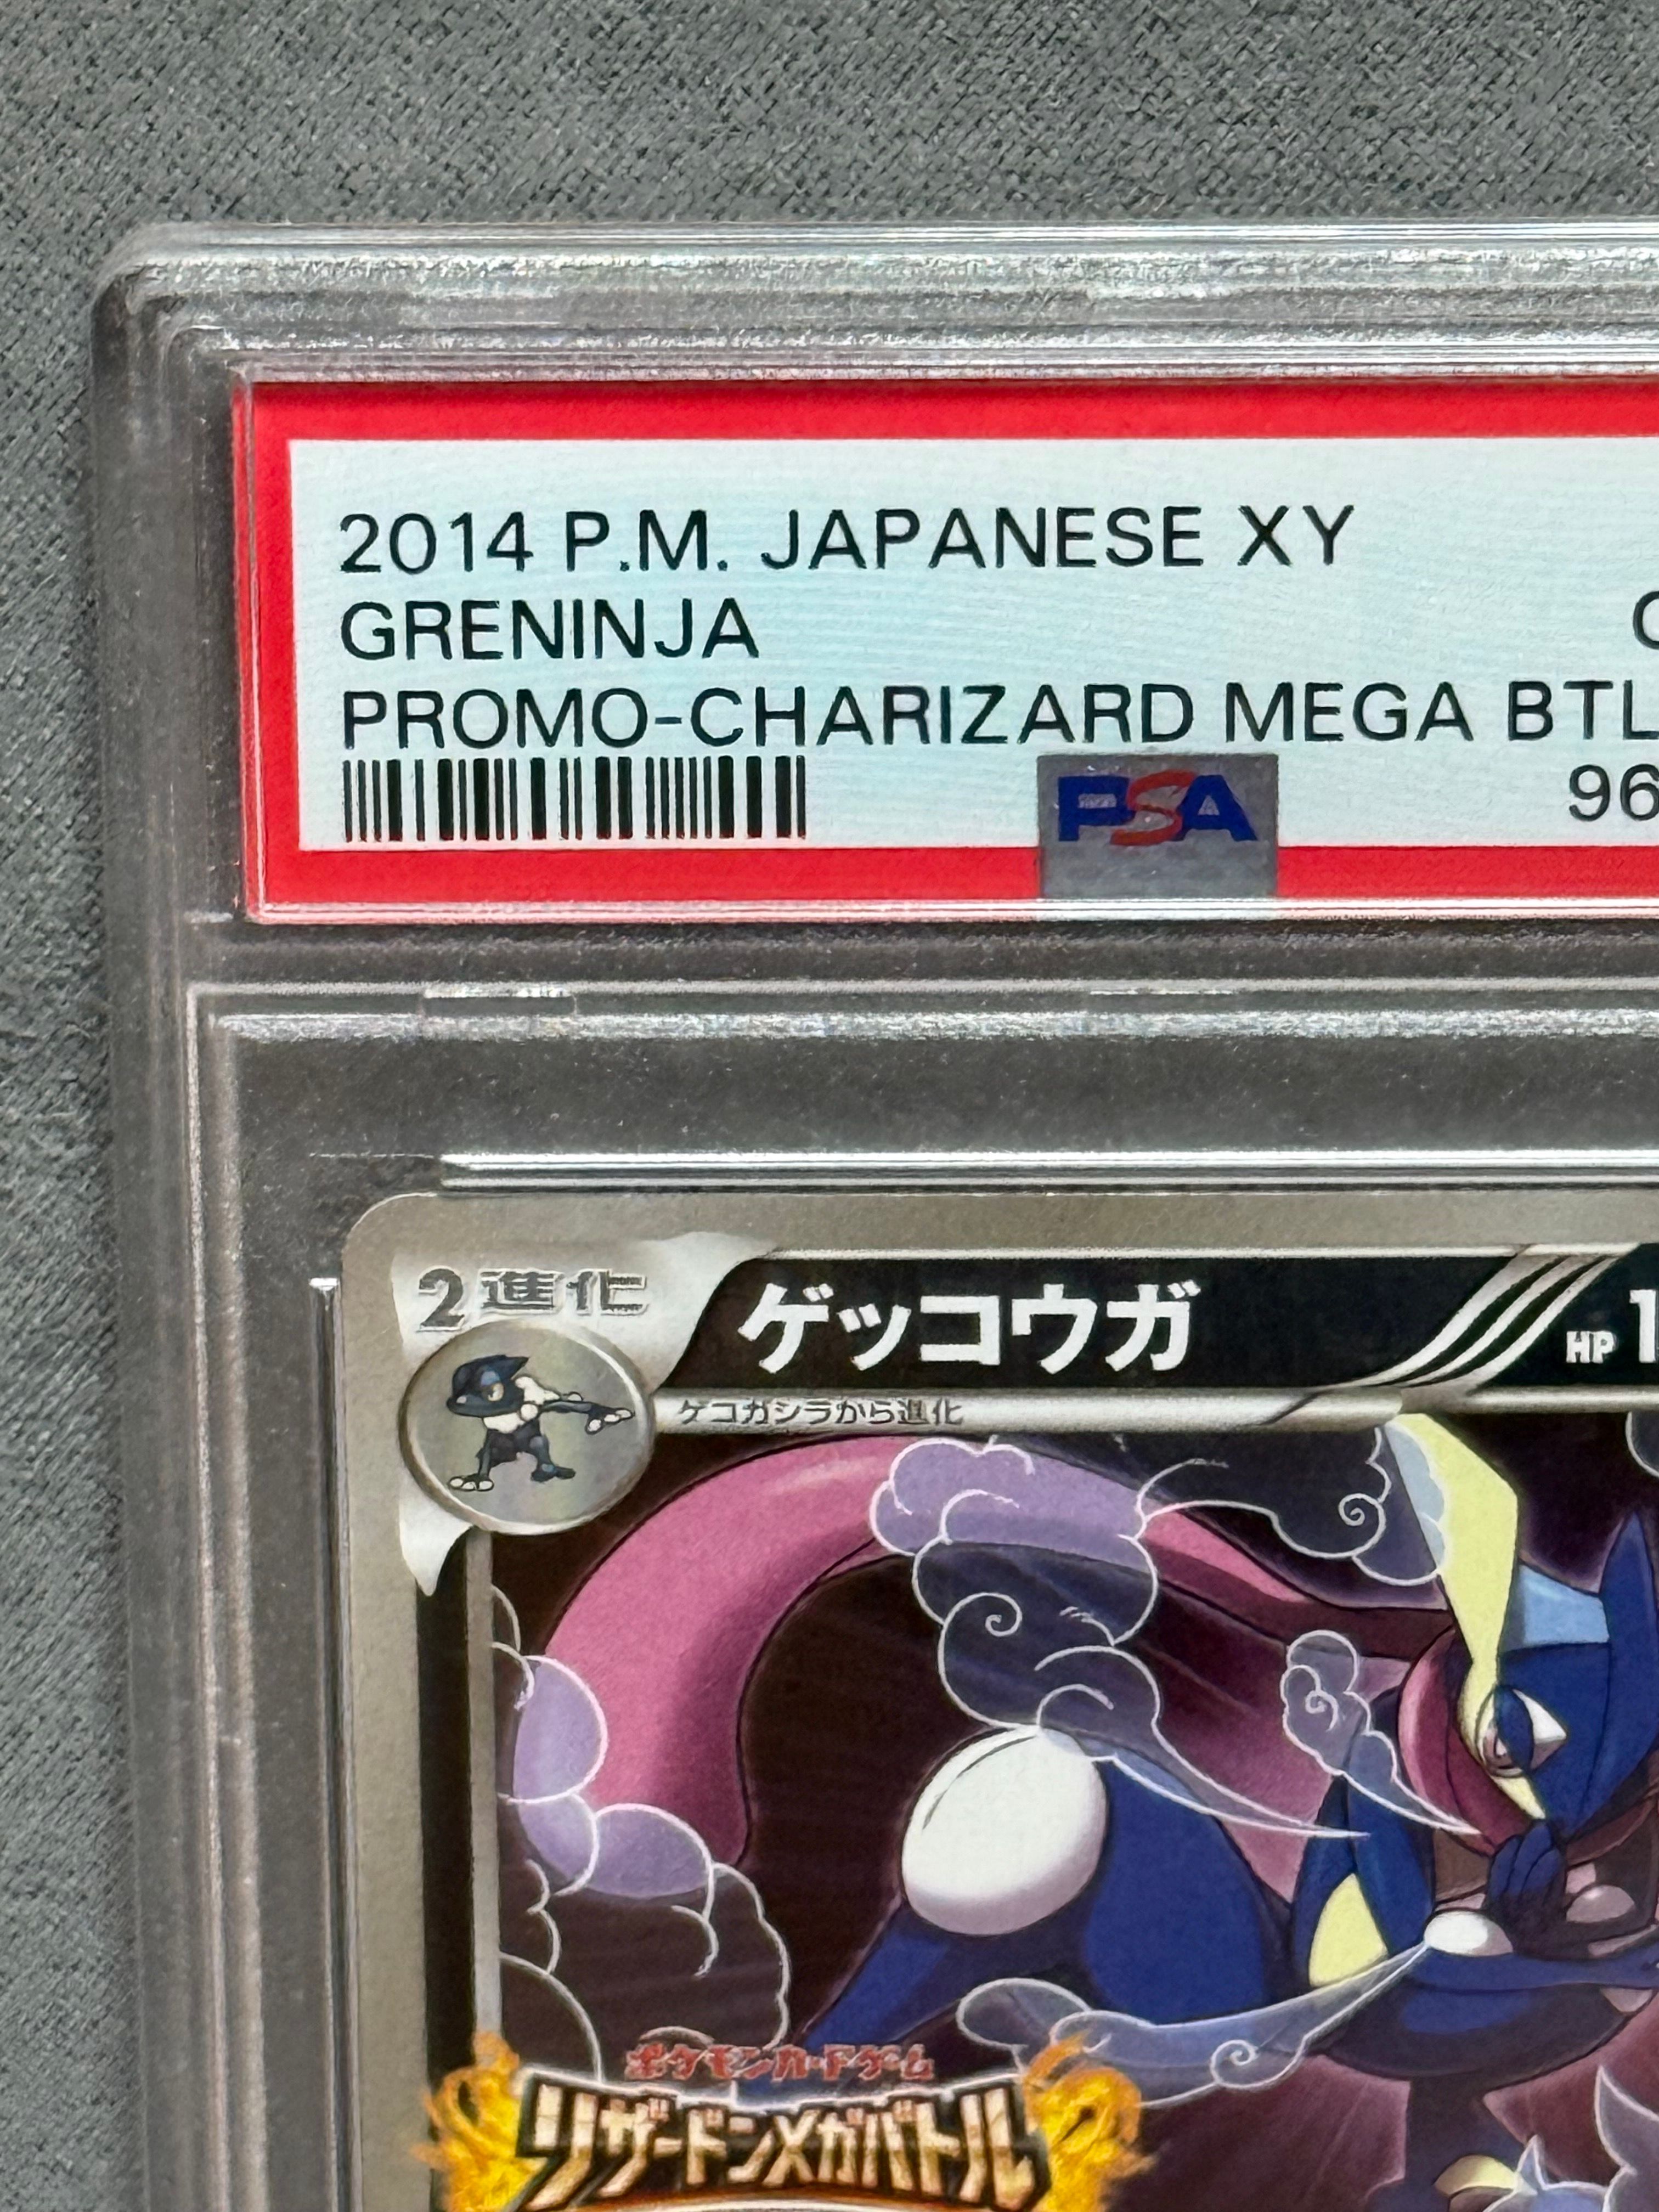 2014 P.M. JAPANESE XY
GRENINJA
PROMO-CHARIZARD MEGA BTL
PSA
96
2進化
ゲッコウガ
HP 1
ゲコガシラから進化
ポケモンカードゲーム
リザードンメガバトル